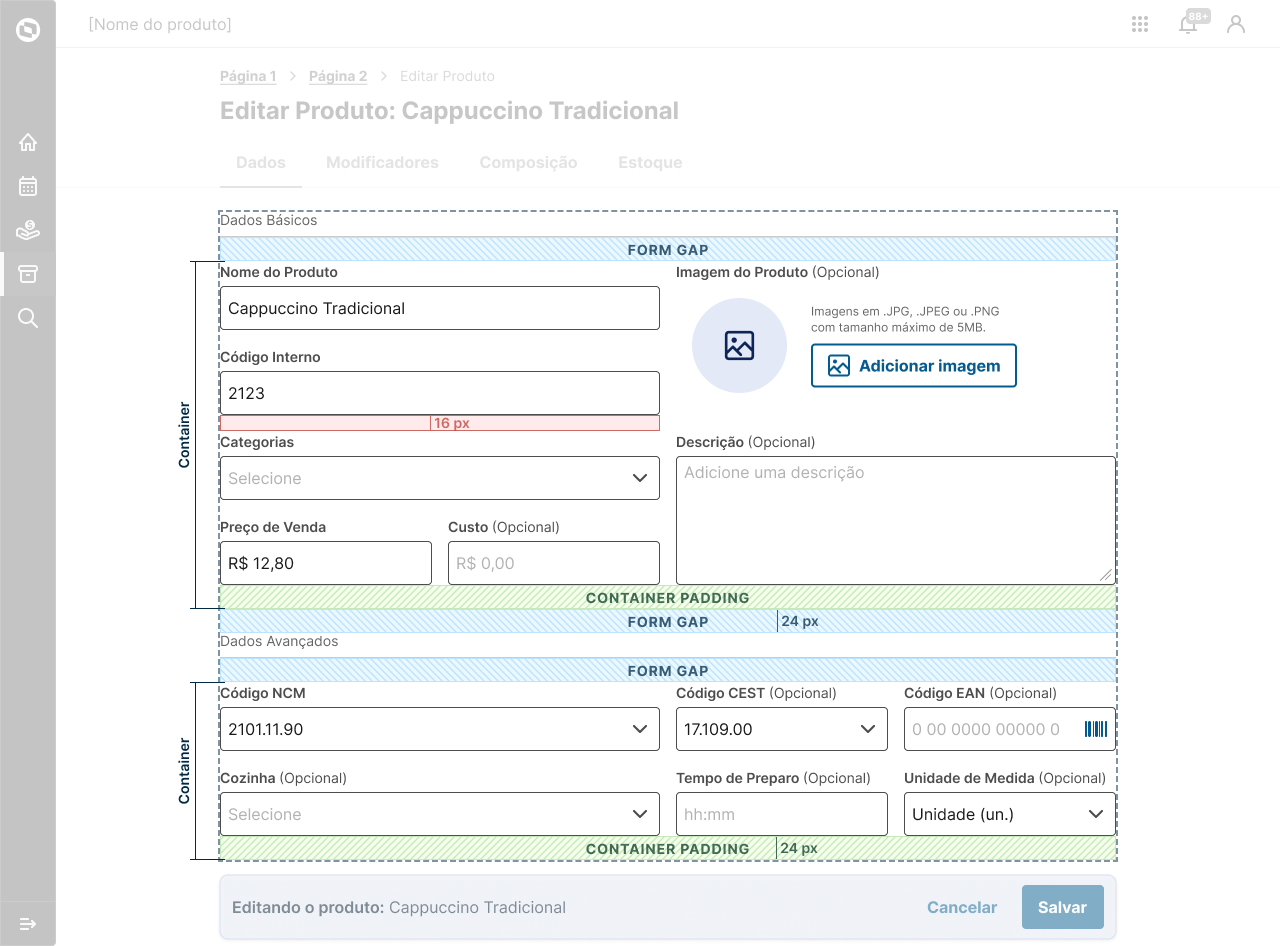 [Nome do produto]
88+
Página 1 > Página 2 > Editar Produto
Editar Produto: Cappuccino Tradicional
Dados Modificadores Composição Estoque
Dados Básicos
FORM GAP
Nome do Produto
Cappuccino Tradicional
Imagem do Produto (Opcional)
Imagens em .JPG, .JPEG ou .PNG
com tamanho máximo de 5MB.
Adicionar imagem
Código Interno
2123
16 px
Container
Categorias
Selecione
Descrição (Opcional)
Adicione uma descrição
Preço de Venda
R$ 12,80
Custo (Opcional)
R$ 0,00
CONTAINER PADDING
FORM GAP 24 px
Dados Avançados
FORM GAP
Container
Código NCM
2101.11.90
Código CEST (Opcional)
17.109.00
Código EAN (Opcional)
0 00 0000 00000 0
Cozinha (Opcional)
Selecione
Tempo de Preparo (Opcional)
hh:mm
Unidade de Medida (Opcional)
Unidade (un.)
CONTAINER PADDING 24 px
Editando o produto: Cappuccino Tradicional
Cancelar
Salvar